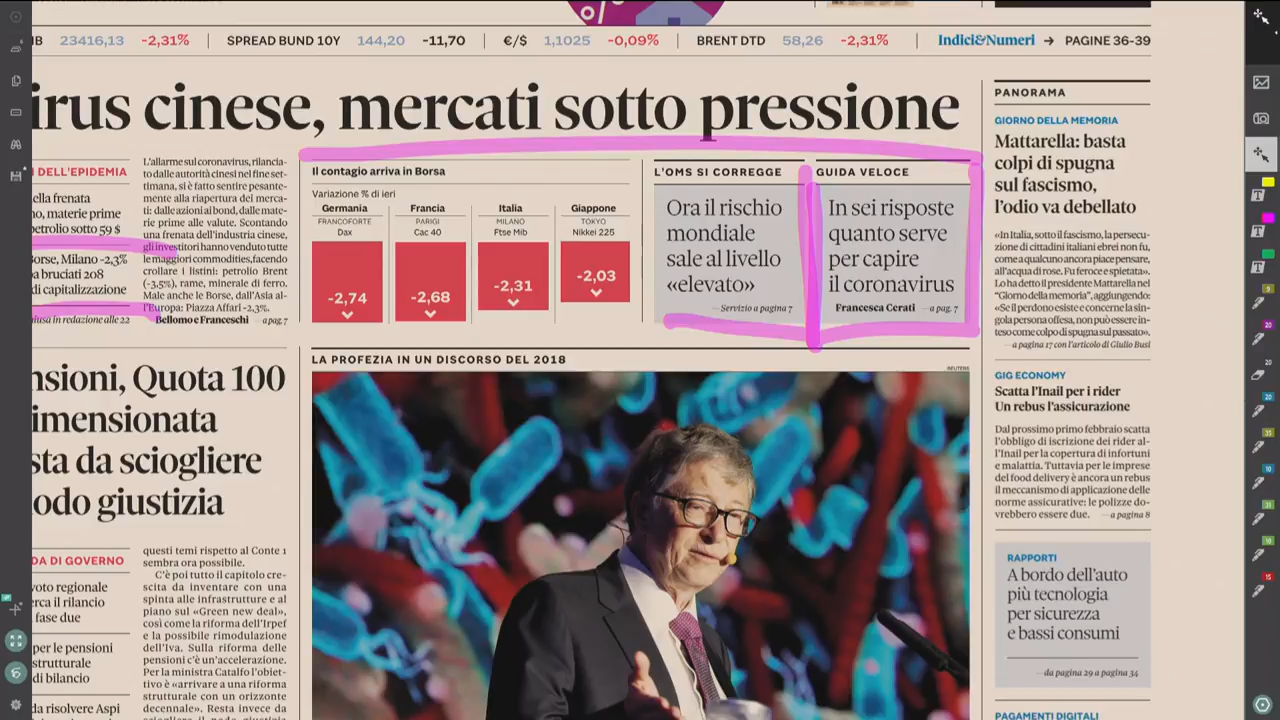 %
IB 23416,13 -2,31% | SPREAD BUND 10Y 144,20 -11,70 | €/$ 1,1025 -0,09% | BRENT DTD 58,26 -2,31% | Indici&Numeri → PAGINE 36-39
irus cinese, mercati sotto pressione
DELL'EPIDEMIA
ella frenata
no, materie prime
petrolio sotto 59 $
Borse, Milano -2,3%
a bruciati 208
di capitalizzazione
iusa in redazione alle 22
L'allarme sul coronavirus, rilancia-
to dalle autorità cinesi nel fine set-
timana, si è fatto sentire pesante-
mente alla riapertura dei merca-
ti: dalle azioni ai bond, dalle mate-
rie prime alle valute. Scontando
una frenata dell'industria cinese,
gli investitori hanno venduto tutte
le maggiori commodities, facendo
crollare i listini: petrolio Brent
(-3,5%), rame, minerale di ferro.
Male anche le Borse, dall'Asia al-
l'Europa: Piazza Affari -2,3%.
Bellomo e Franceschi —a pag. 7
Il contagio arriva in Borsa
Variazione % di ieri
Germania
FRANCOFORTE
Dax
-2,74
Francia
PARIGI
Cac 40
-2,68
Italia
MILANO
Ftse Mib
-2,31
Giappone
TOKYO
Nikkei 225
-2,03
L'OMS SI CORREGGE
Ora il rischio
mondiale
sale al livello
«elevato»
—Servizio a pagina 7
GUIDA VELOCE
In sei risposte
quanto serve
per capire
il coronavirus
Francesca Cerati —a pag. 7
LA PROFEZIA IN UN DISCORSO DEL 2018
REUTERS
nsioni, Quota 100
imensionata
sta da sciogliere
odo giustizia
DA DI GOVERNO
voto regionale
erca il rilancio
fase due
per le pensioni
strutturale
di bilancio
da risolvere Aspi
questi temi rispetto al Conte 1
sembra ora possibile.
C'è poi tutto il capitolo cre-
scita da inventare con una
spinta alle infrastrutture e al
piano sul «Green new deal»,
così come la riforma dell'Irpef
e la possibile rimodulazione
dell'Iva. Sulla riforma delle
pensioni c'è un'accelerazione.
Per la ministra Catalfo l'obiet-
tivo è «arrivare a una riforma
strutturale con un orizzonte
decennale». Resta invece da
PANORAMA
GIORNO DELLA MEMORIA
Mattarella: basta
colpi di spugna
sul fascismo,
l'odio va debellato
«In Italia, sotto il fascismo, la persecu-
zione di cittadini italiani ebrei non fu,
come a qualcuno ancora piace pensare,
all'acqua di rose. Fu feroce e spietata».
Lo ha detto il presidente Mattarella nel
"Giorno della memoria", aggiungendo:
«Se il perdono esiste e concerne la sin-
gola persona offesa, non può essere in-
teso come colpo di spugna sul passato».
—a pagina 17 con l'articolo di Giulio Busi
GIG ECONOMY
Scatta l'Inail per i rider
Un rebus l'assicurazione
Dal prossimo primo febbraio scatta
l'obbligo di iscrizione dei rider al-
l'Inail per la copertura di infortuni
e malattia. Tuttavia per le imprese
del food delivery è ancora un rebus
il meccanismo di applicazione delle
norme assicurative: le polizze do-
vrebbero essere due. —a pagina 8
RAPPORTI
A bordo dell'auto
più tecnologia
per sicurezza
e bassi consumi
—da pagina 29 a pagina 34
PAGAMENTI DIGITALI